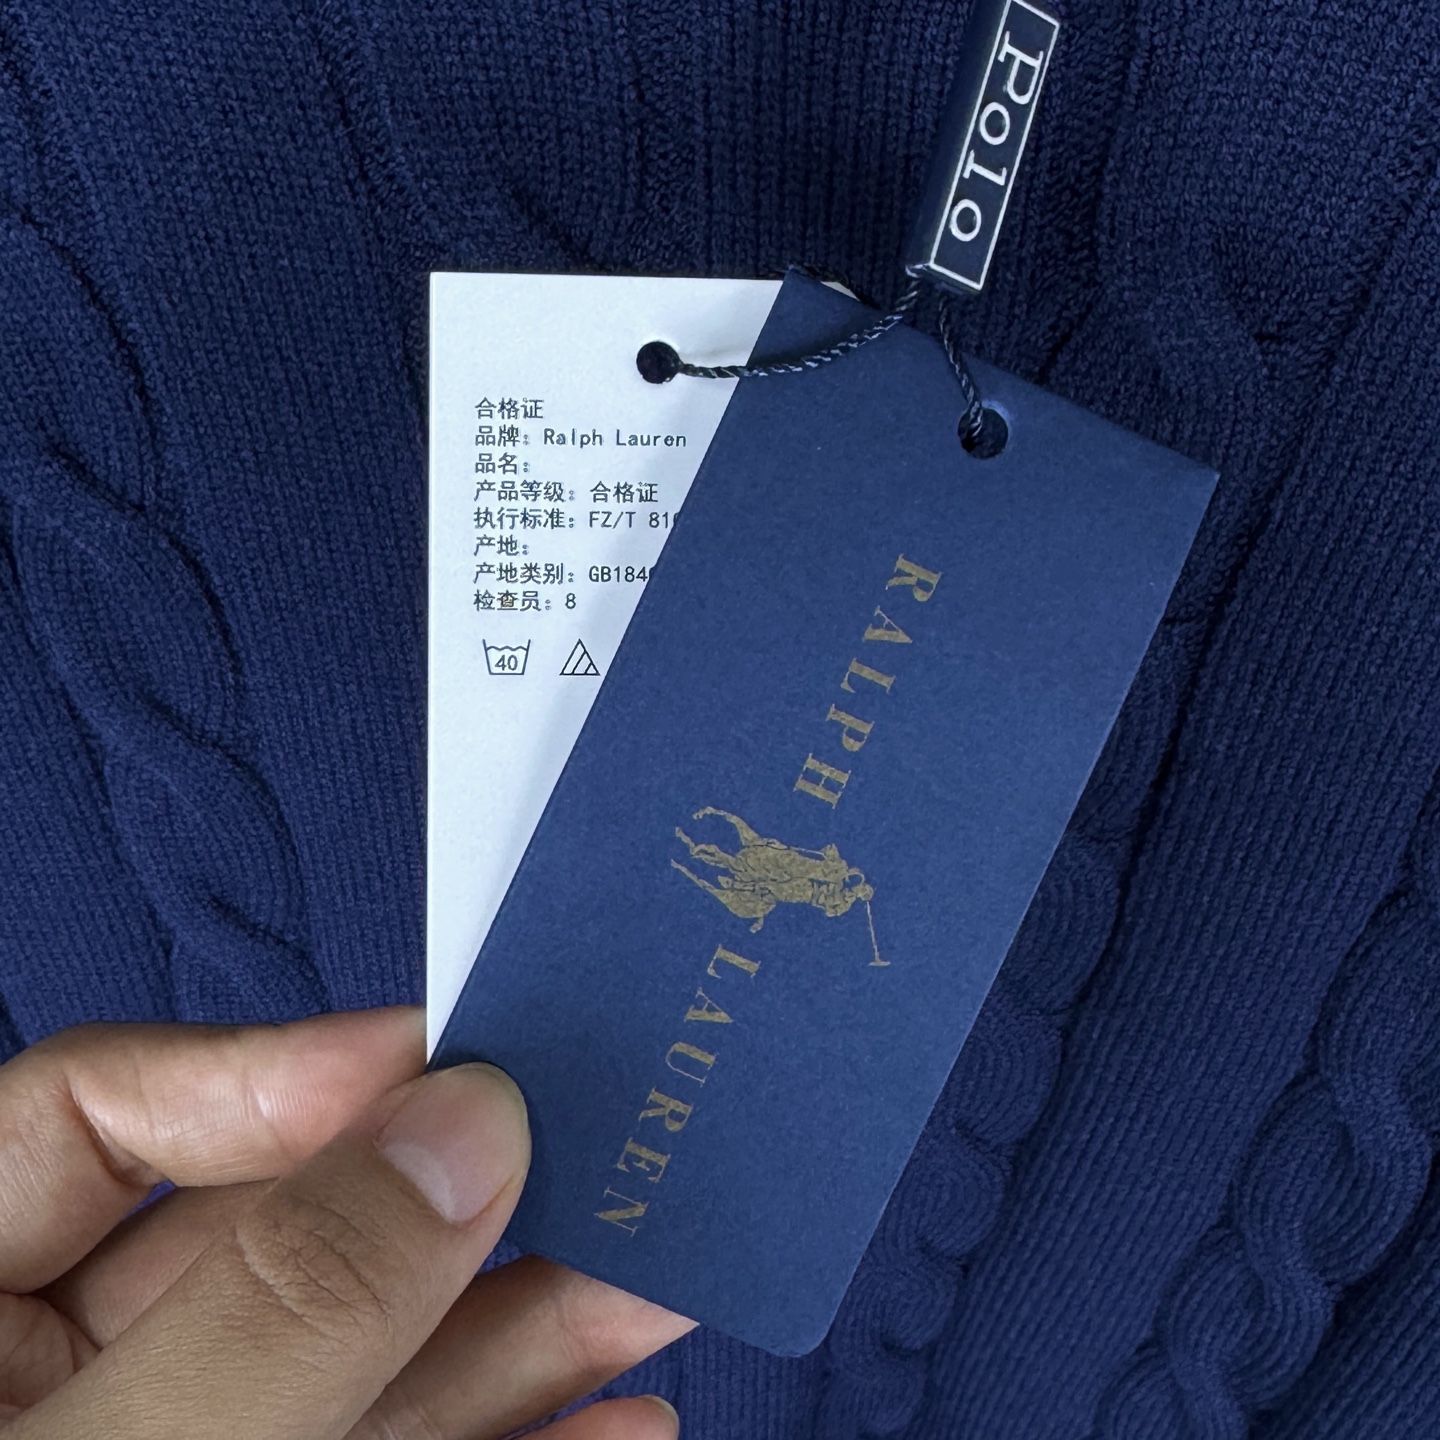 Polo
合格证
品牌: Ralph Lauren
品名:
产品等级: 合格证
执行标准: FZ/T 81
产地:
产地类别: GB184
检查员: 8
40
RALPH LAUREN